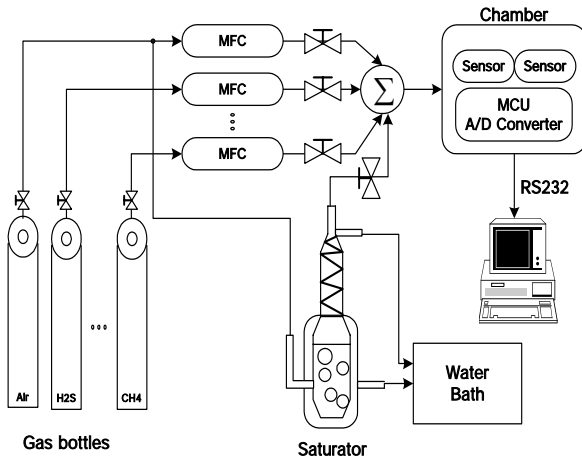 Chamber
MFC
Sensor
Sensor
MFC
Σ
MCU
A/D Converter
MFC
RS232
Air
H2S
CH4
Water
Bath
Gas bottles
Saturator